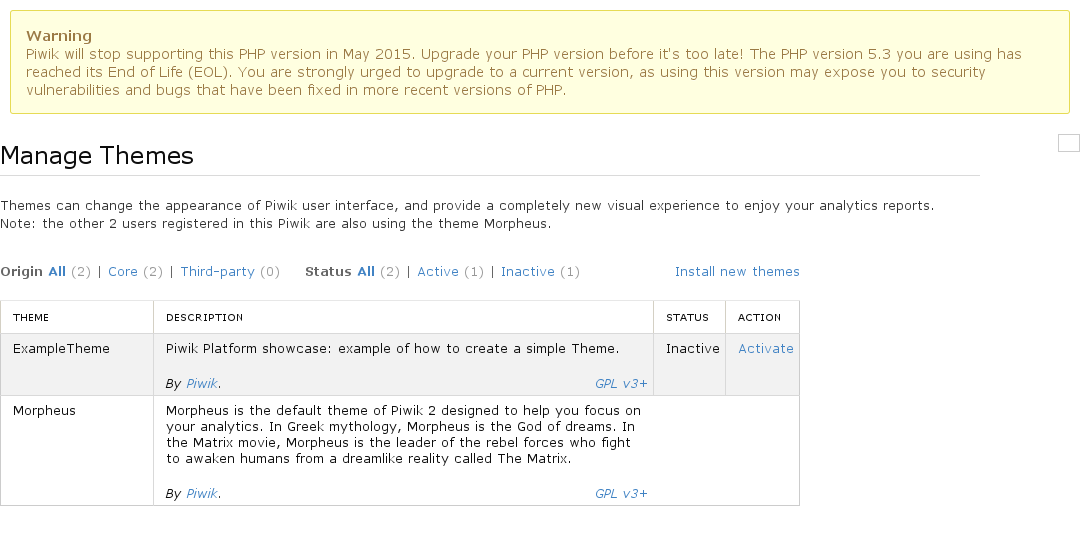 Warning
Piwik will stop supporting this PHP version in May 2015. Upgrade your PHP version before it's too late! The PHP version 5.3 you are using has
reached its End of Life (EOL). You are strongly urged to upgrade to a current version, as using this version may expose you to security
vulnerabilities and bugs that have been fixed in more recent versions of PHP.
Manage Themes
Themes can change the appearance of Piwik user interface, and provide a completely new visual experience to enjoy your analytics reports.
Note: the other 2 users registered in this Piwik are also using the theme Morpheus.
Origin All (2) | Core (2) | Third-party (0) Status All (2) | Active (1) | Inactive (1) Install new themes
THEME DESCRIPTION STATUS ACTION
ExampleTheme Piwik Platform showcase: example of how to create a simple Theme. Inactive Activate
By Piwik. GPL v3+
Morpheus Morpheus is the default theme of Piwik 2 designed to help you focus on
your analytics. In Greek mythology, Morpheus is the God of dreams. In
the Matrix movie, Morpheus is the leader of the rebel forces who fight
to awaken humans from a dreamlike reality called The Matrix.
By Piwik. GPL v3+